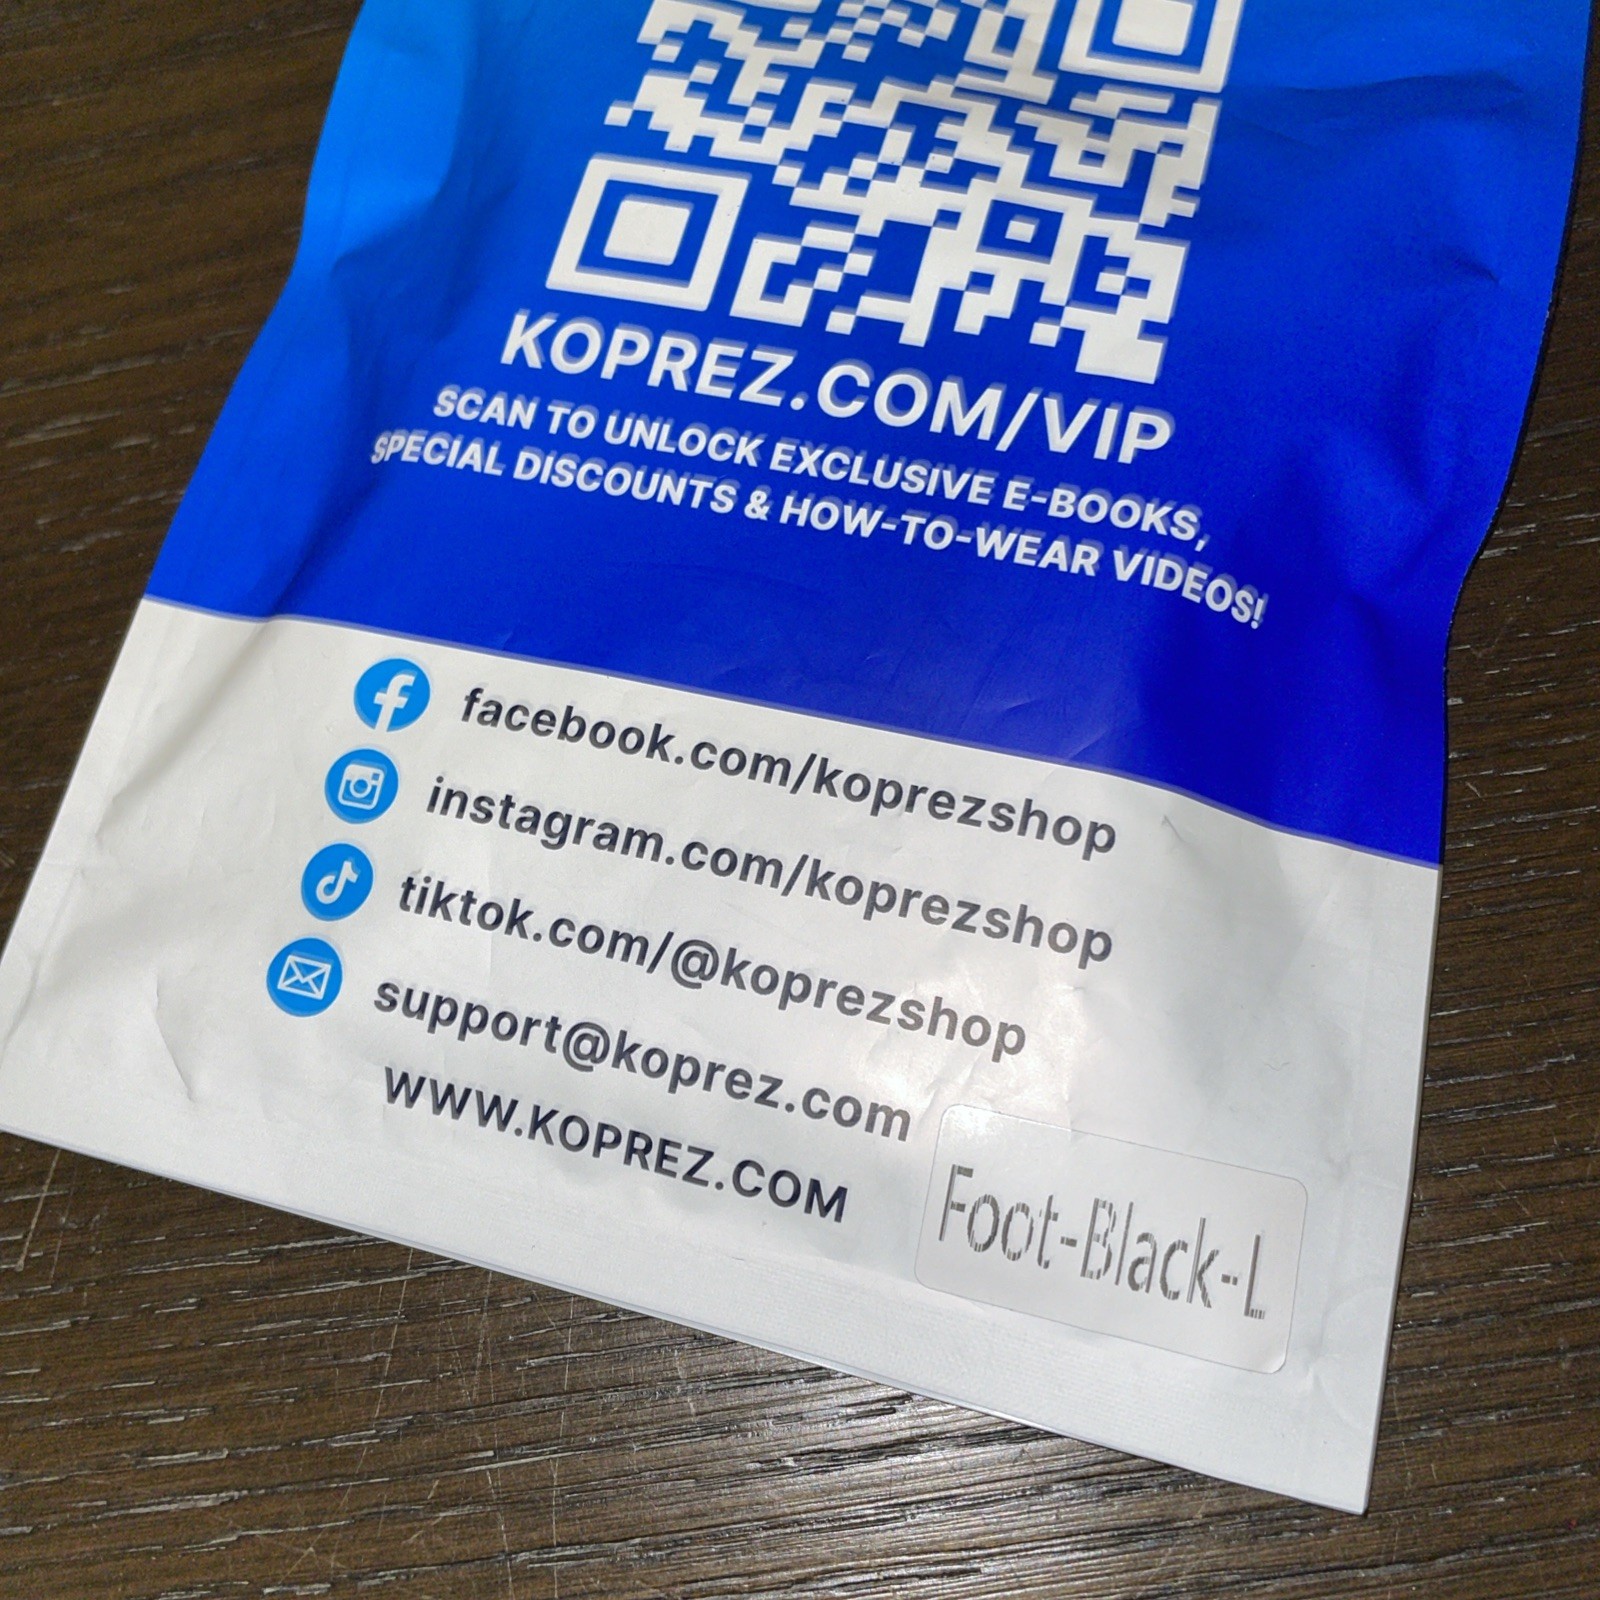 KOPREZ.COM/VIP
SCAN TO UNLOCK EXCLUSIVE E-BOOKS,
SPECIAL DISCOUNTS & HOW-TO-WEAR VIDEOS!
facebook.com/koprezshop
instagram.com/koprezshop
tiktok.com/@koprezshop
support@koprez.com
WWW.KOPREZ.COM
Foot-Black-L